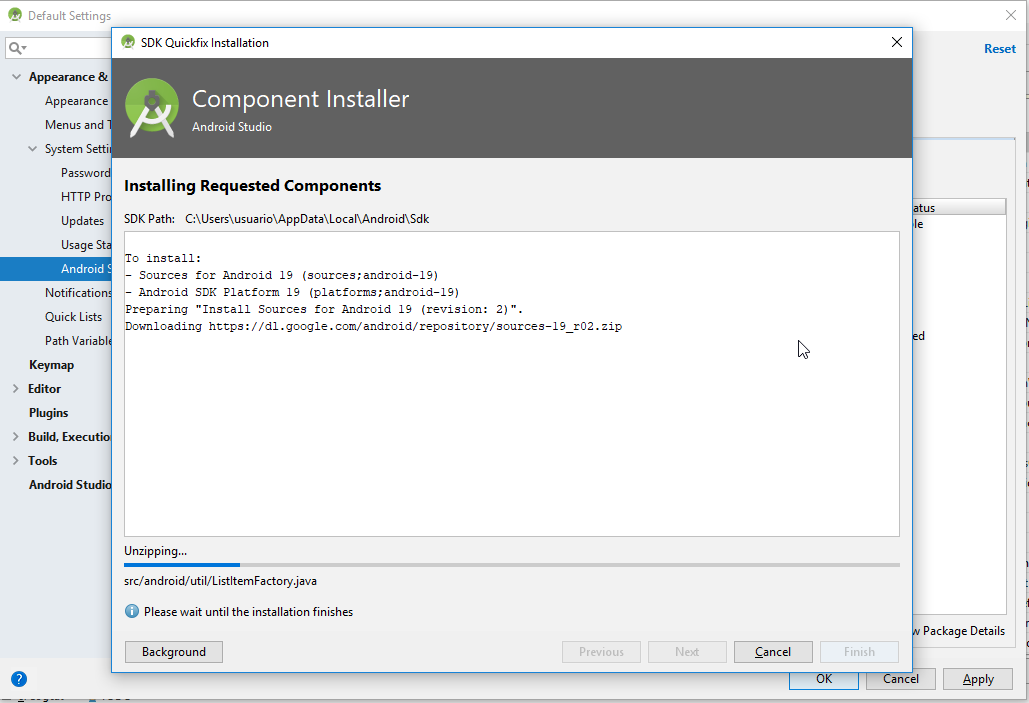 Default Settings
Reset
Appearance &
Appearance
Menus and
System Setti
Password
HTTP Pro
Updates
Usage Sta
Android S
Notifications
Quick Lists
Path Variable
Keymap
Editor
Plugins
Build, Executio
Tools
Android Studio
SDK Quickfix Installation
Component Installer
Android Studio
Installing Requested Components
SDK Path: C:\Users\usuario\AppData\Local\Android\Sdk
To install:
- Sources for Android 19 (sources;android-19)
- Android SDK Platform 19 (platforms;android-19)
Preparing "Install Sources for Android 19 (revision: 2)".
Downloading https://dl.google.com/android/repository/sources-19_r02.zip
Unzipping...
src/android/util/ListItemFactory.java
Please wait until the installation finishes
Background
Previous
Next
Cancel
Finish
atus
le
ed
w Package Details
?
OK
Cancel
Apply